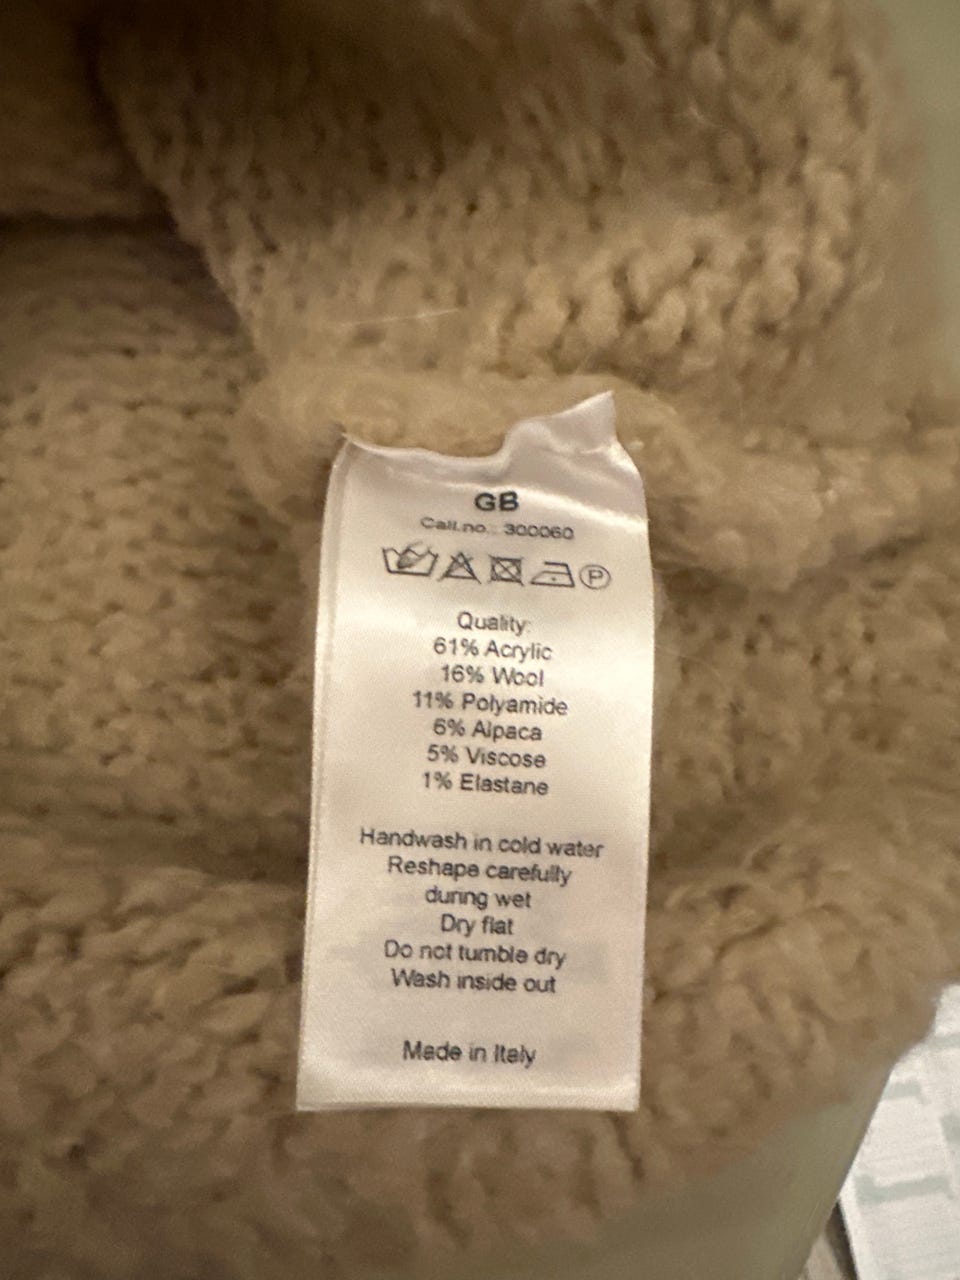 GB
Call.no.: 300060
P
Quality:
61% Acrylic
16% Wool
11% Polyamide
6% Alpaca
5% Viscose
1% Elastane
Handwash in cold water
Reshape carefully
during wet
Dry flat
Do not tumble dry
Wash inside out
Made in Italy